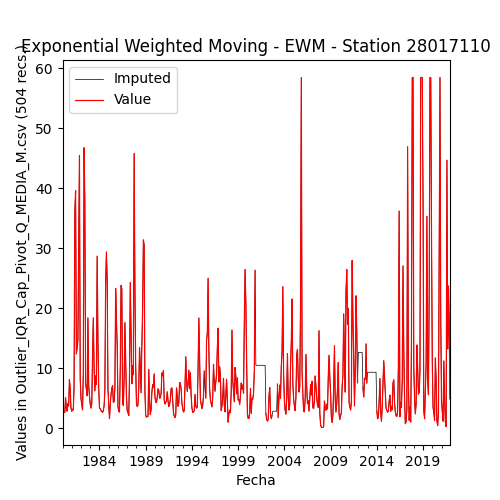 Exponential Weighted Moving - EWM - Station 28017110
Imputed
Value
Values in Outlier_IQR_Cap_Pivot_Q_MEDIA_M.csv (504 recs.)
60
50
40
30
20
10
0
1984 1989 1994 1999 2004 2009 2014 2019
Fecha